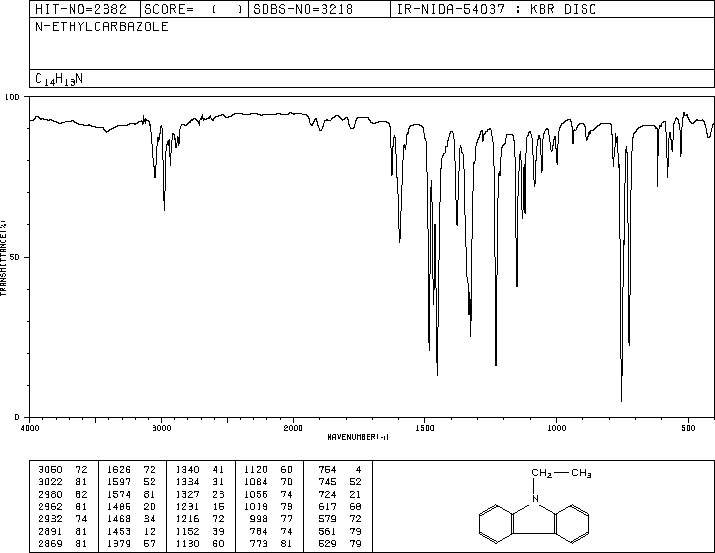 HIT-NO=2382 SCORE= ( ) SDBS-NO=3218 IR-NIDA-54037 : KBR DISC
N-ETHYLCARBAZOLE
C14H13N
100
TRANSMITTANCE(%)
50
0
4000 3000 2000 1500 1000 500
WAVENUMBER(-1)
3060 72 1626 72 1340 41 1120 60 754 4
3022 81 1597 52 1334 31 1084 70 745 52
2980 62 1574 81 1327 23 1056 74 724 21
2962 81 1486 20 1231 16 1019 79 617 68
2932 74 1468 34 1216 72 998 77 579 72
2891 81 1453 12 1152 39 784 74 561 79
2869 81 1379 57 1130 60 773 81 529 79
CH2 CH3
N